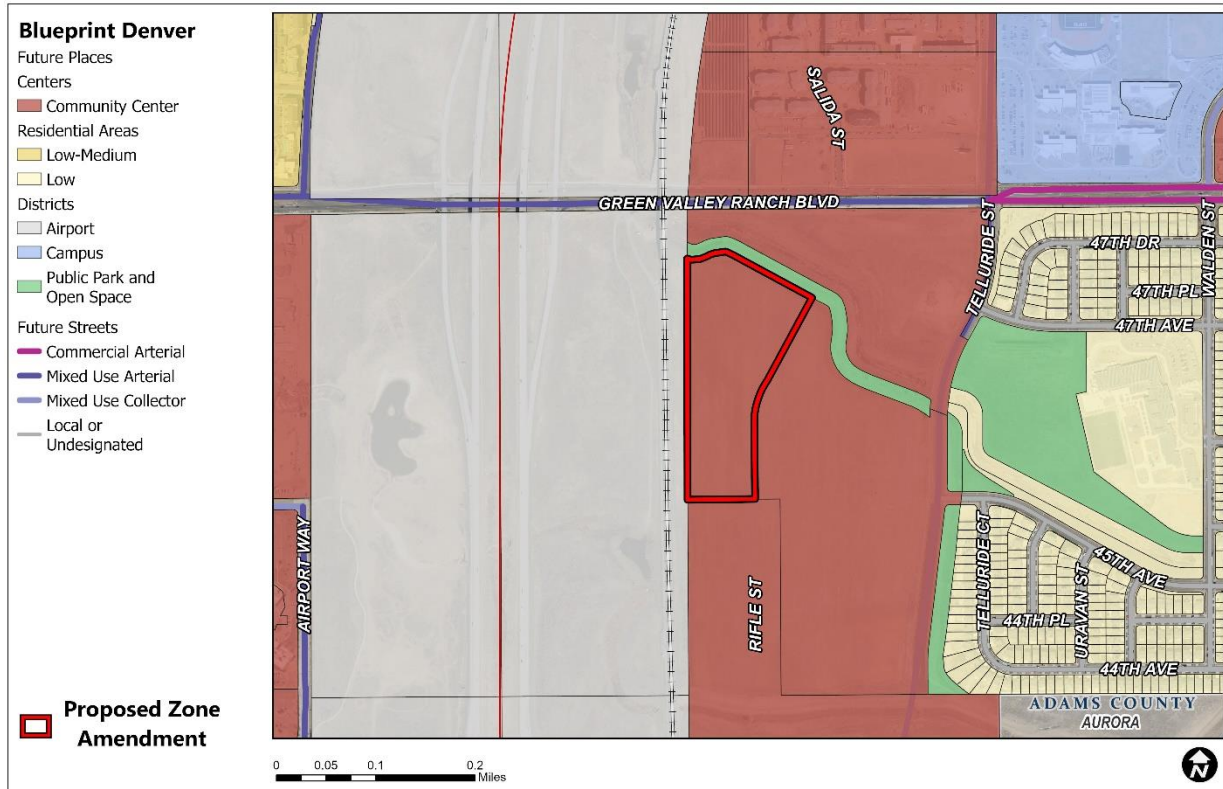 Blueprint Denver
Future Places
Centers
Community Center
Residential Areas
Low-Medium
Low
Districts
Airport
Campus
Public Park and
Open Space
Future Streets
Commercial Arterial
Mixed Use Arterial
Mixed Use Collector
Local or
Undesignated
Proposed Zone
Amendment
SALIDA ST
GREEN VALLEY RANCH BLVD
TELLURIDE ST
WALDEN ST
47TH DR
47TH PL
47TH AVE
AIRPORT WAY
RIFLE ST
TELLURIDE CT
45TH AVE
URAVAN ST
44TH PL
44TH AVE
ADAMS COUNTY
AURORA
0 0.05 0.1 0.2
Miles
N